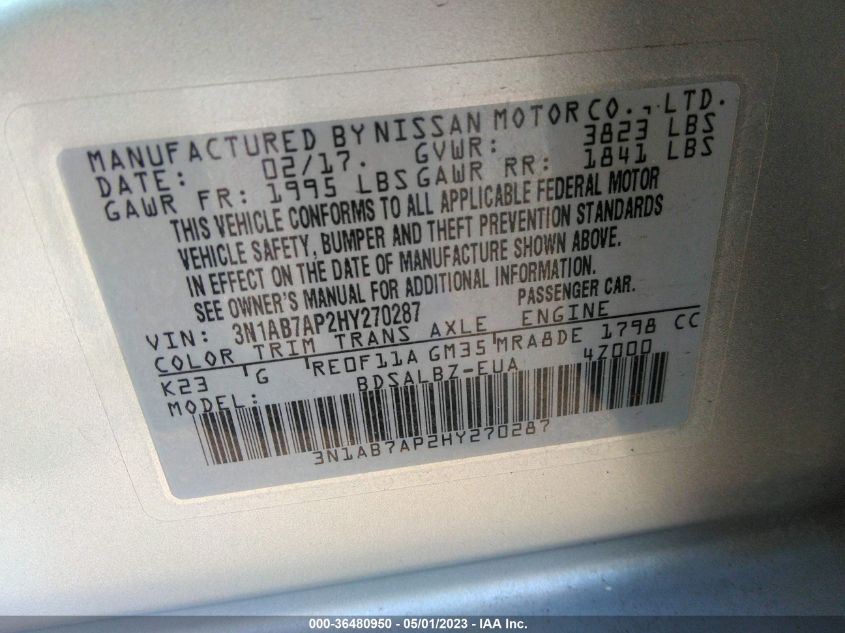 MANUFACTURED BY NISSAN MOTOR CO., LTD.
DATE: 02/17. GVWR: 3823 LBS
GAWR FR: 1995 LBS GAWR RR: 1841 LBS
THIS VEHICLE CONFORMS TO ALL APPLICABLE FEDERAL MOTOR
VEHICLE SAFETY, BUMPER AND THEFT PREVENTION STANDARDS
IN EFFECT ON THE DATE OF MANUFACTURE SHOWN ABOVE.
SEE OWNER'S MANUAL FOR ADDITIONAL INFORMATION.
VIN: 3N1AB7AP2HY270287 PASSENGER CAR.
COLOR TRIM TRANS AXLE ENGINE
K23 G RE0F11A GM35 MRA8DE 1798 CC
MODEL: BDSALBZ-EUA 4Z000
3N1AB7AP2HY270287
000-36480950 - 05/01/2023 - IAA Inc.